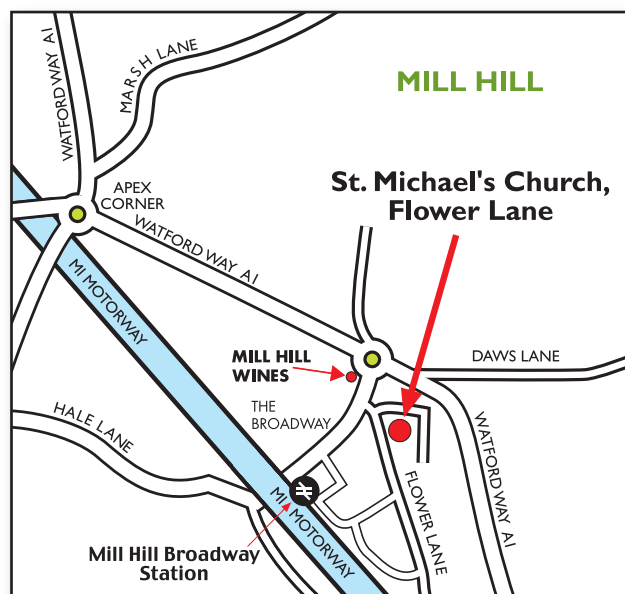 WATFORD WAY A1
MARSH LANE
MILL HILL
APEX
CORNER
St. Michael's Church,
Flower Lane
WATFORD WAY A1
M1 MOTORWAY
MILL HILL
WINES
DAWS LANE
THE
BROADWAY
HALE LANE
WATFORD WAY A1
FLOWER LANE
M1 MOTORWAY
Mill Hill Broadway
Station